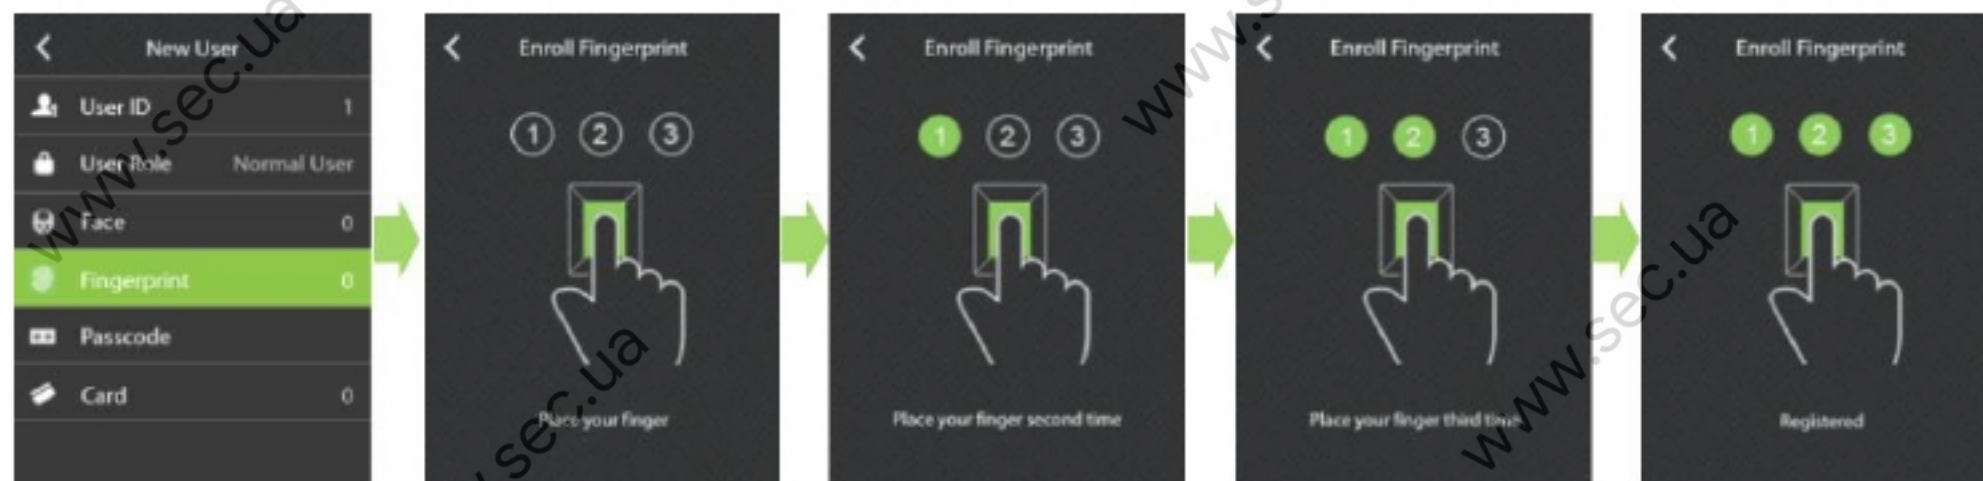 New User
User ID 1
User Role Normal User
Face 0
Fingerprint 0
Passcode
Card 0
Enroll Fingerprint
1 2 3
Place your finger
Enroll Fingerprint
1 2 3
Place your finger second time
Enroll Fingerprint
1 2 3
Place your finger third time
Enroll Fingerprint
1 2 3
Registered
www.sec.ua
www.sec.ua
www.s
www.sec.ua